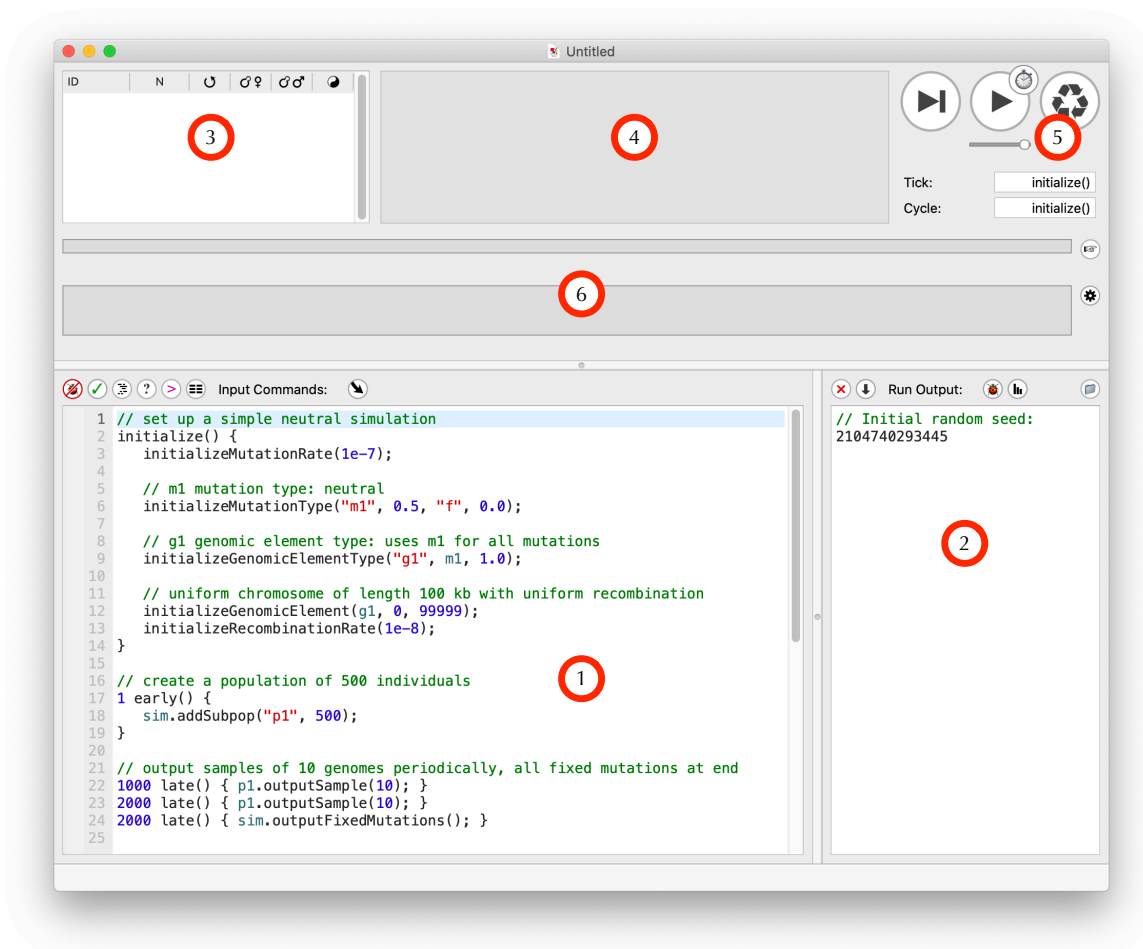 Untitled
ID N
3
4
5
Tick: initialize()
Cycle: initialize()
6
? > Input Commands:
Run Output:
1 // set up a simple neutral simulation
2 initialize() {
3 initializeMutationRate(1e-7);
4
5 // m1 mutation type: neutral
6 initializeMutationType("m1", 0.5, "f", 0.0);
7
8 // g1 genomic element type: uses m1 for all mutations
9 initializeGenomicElementType("g1", m1, 1.0);
10
11 // uniform chromosome of length 100 kb with uniform recombination
12 initializeGenomicElement(g1, 0, 99999);
13 initializeRecombinationRate(1e-8);
14 }
15
16 // create a population of 500 individuals
17 1 early() {
18 sim.addSubpop("p1", 500);
19 }
20
21 // output samples of 10 genomes periodically, all fixed mutations at end
22 1000 late() { p1.outputSample(10); }
23 2000 late() { p1.outputSample(10); }
24 2000 late() { sim.outputFixedMutations(); }
25
1
// Initial random seed:
2104740293445
2